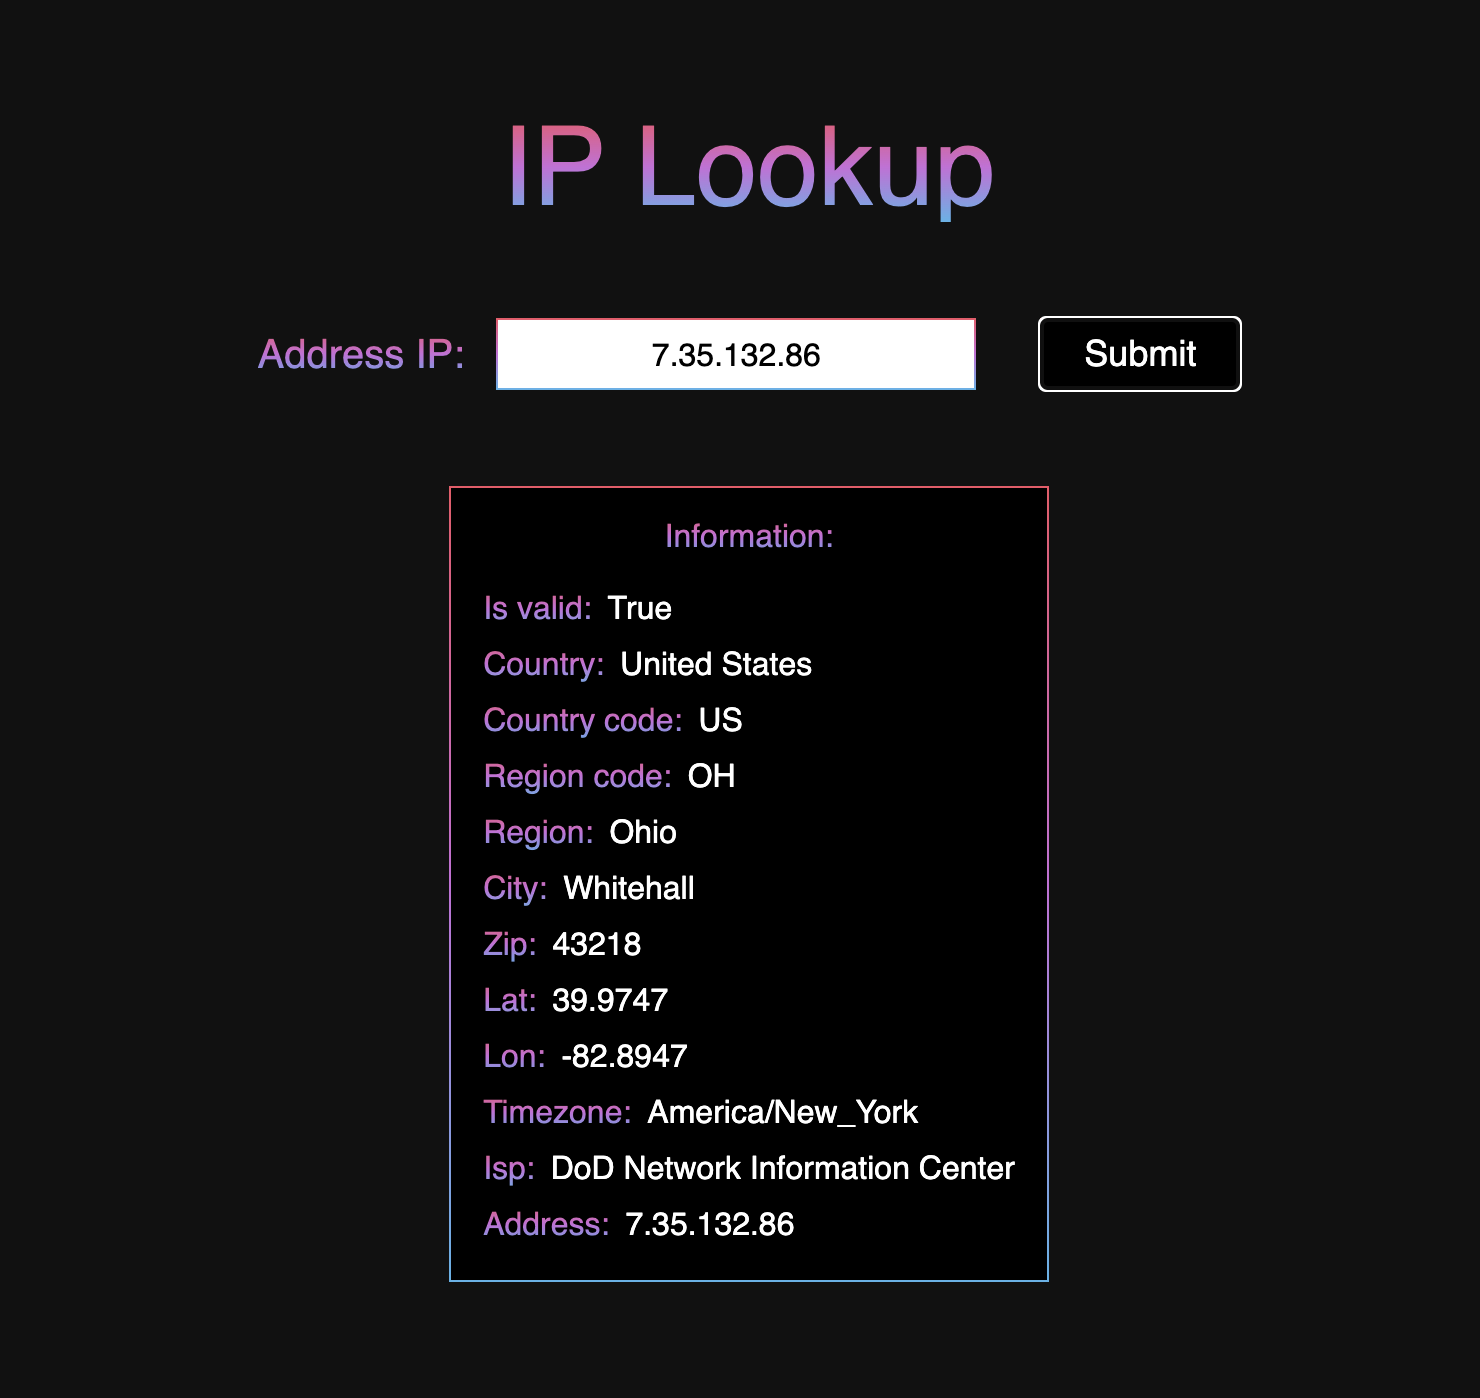 IP Lookup
Address IP: 7.35.132.86 Submit
Information:
Is valid: True
Country: United States
Country code: US
Region code: OH
Region: Ohio
City: Whitehall
Zip: 43218
Lat: 39.9747
Lon: -82.8947
Timezone: America/New_York
Isp: DoD Network Information Center
Address: 7.35.132.86